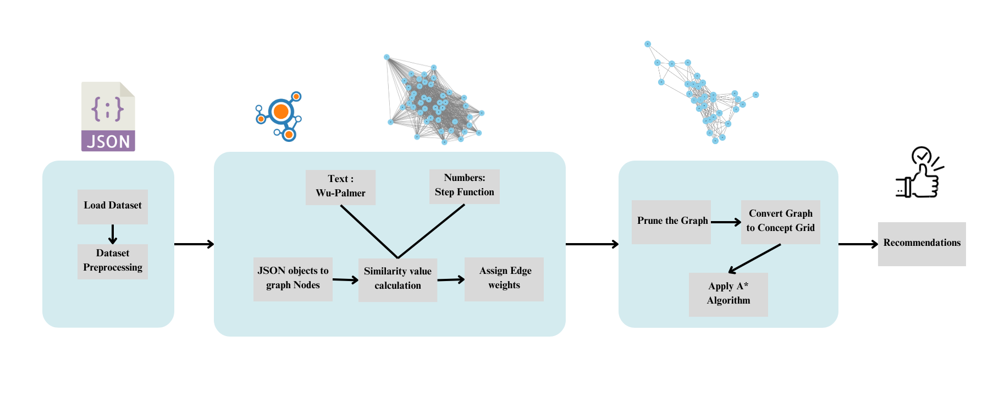 {;}
JSON
Load Dataset
Dataset
Preprocessing
Text :
Wu-Palmer
Numbers:
Step Function
JSON objects to
graph Nodes
Similarity value
calculation
Assign Edge
weights
Prune the Graph
Convert Graph
to Concept Grid
Apply A*
Algorithm
Recommendations